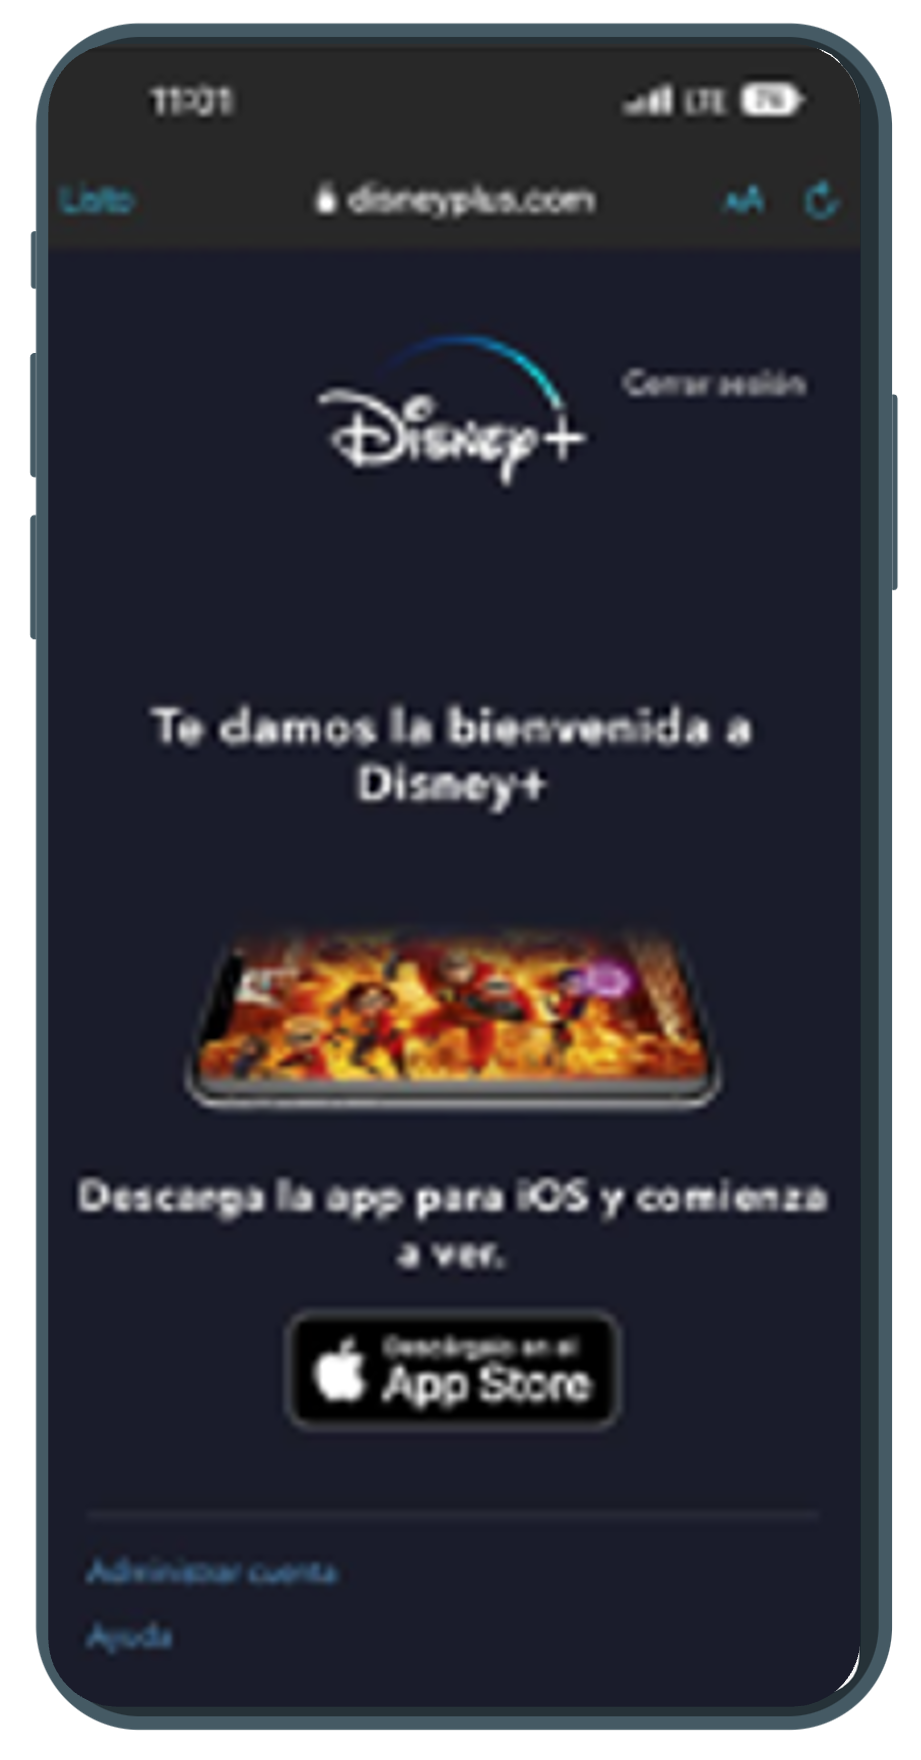 11:01 LTE 76
Listo disneyplus.com AA
Cerrar sesión
Disney+
Te damos la bienvenida a
Disney+
Descarga la app para iOS y comienza
a ver.
Descárgalo en el
App Store
Administrar cuenta
Ayuda